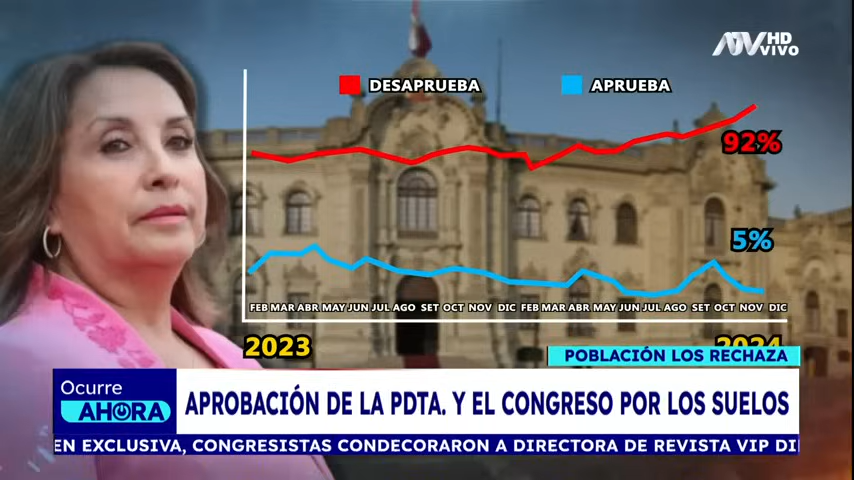 ATV HD
VIVO
DESAPRUEBA
APRUEBA
92%
5%
FEB MAR ABR MAY JUN JUL AGO SET OCT NOV DIC FEB MAR ABR MAY JUN JUL AGO SET OCT NOV DIC
2023
2024
POBLACIÓN LOS RECHAZA
Ocurre
AHORA
APROBACIÓN DE LA PDTA. Y EL CONGRESO POR LOS SUELOS
EN EXCLUSIVA, CONGRESISTAS CONDECORARON A DIRECTORA DE REVISTA VIP DI